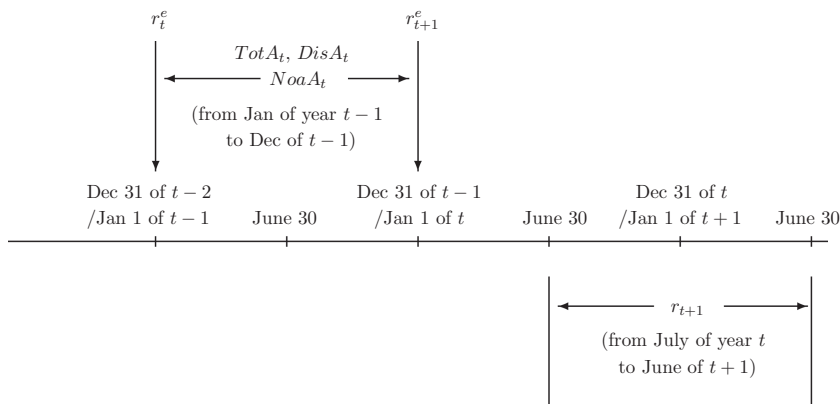 r_t^e r_{t+1}^e
TotA_t, DisA_t
NoaA_t
(from Jan of year t − 1
to Dec of t − 1)
Dec 31 of t − 2 Dec 31 of t − 1 Dec 31 of t
/Jan 1 of t − 1 June 30 /Jan 1 of t June 30 /Jan 1 of t + 1 June 30
r_{t+1}
(from July of year t
to June of t + 1)